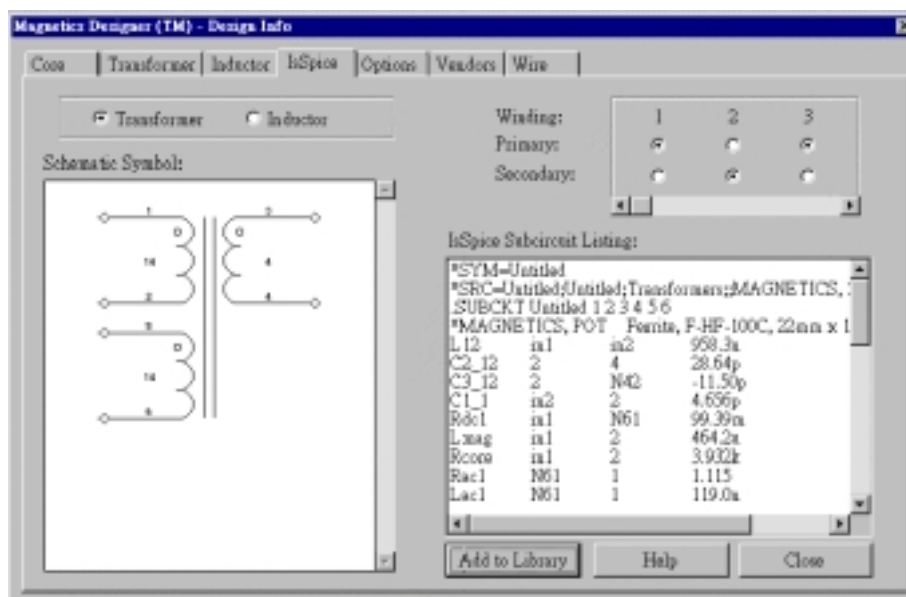 Magnetics Designer (TM) - Design Info
Core Transformer Inductor IsSpice Options Vendors Wire
Transformer Inductor
Winding: 1 2 3
Primary:
Secondary:
Schematic Symbol:
1 3
14 4
2 4
5
14
6
IsSpice Subcircuit Listing:
*SYM=Untitled
*SRC=Untitled;Untitled;Transformers;;MAGNETICS,
.SUBCKT Untitled 1 2 3 4 5 6
*MAGNETICS, POT Ferrite, F-HF-100C, 22mm x 1
L12 in1 in2 958.3n
C2_12 2 4 28.64p
C3_12 2 N42 -11.50p
C1_1 in2 2 4.656p
Rdc1 in1 N61 99.39m
Lmag in1 2 464.2u
Rcore in1 2 3.932k
Rac1 N61 1 1.115
Lac1 N61 1 119.0n
Add to Library Help Close